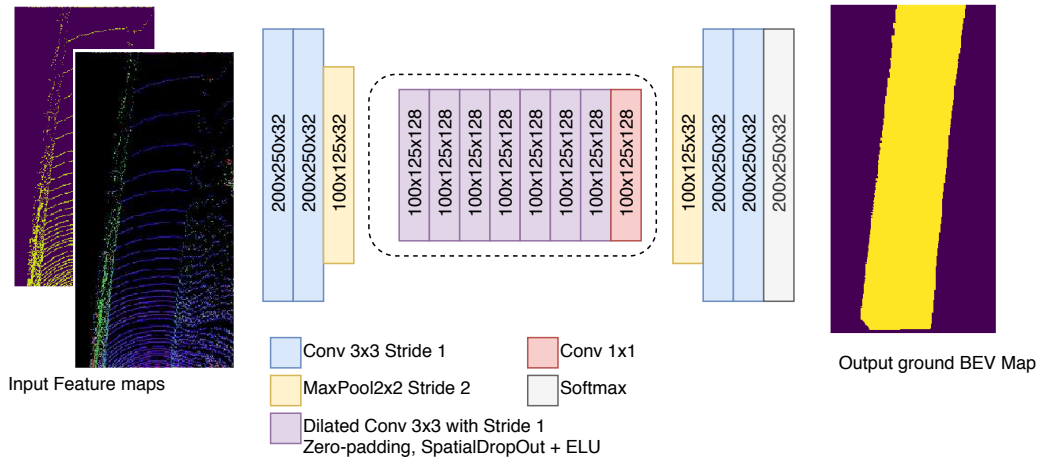 200x250x32
200x250x32
100x125x32
100x125x128
100x125x128
100x125x128
100x125x128
100x125x128
100x125x128
100x125x128
100x125x128
100x125x32
200x250x32
200x250x32
200x250x32
Input Feature maps
Conv 3x3 Stride 1
MaxPool2x2 Stride 2
Dilated Conv 3x3 with Stride 1
Zero-padding, SpatialDropOut + ELU
Conv 1x1
Softmax
Output ground BEV Map